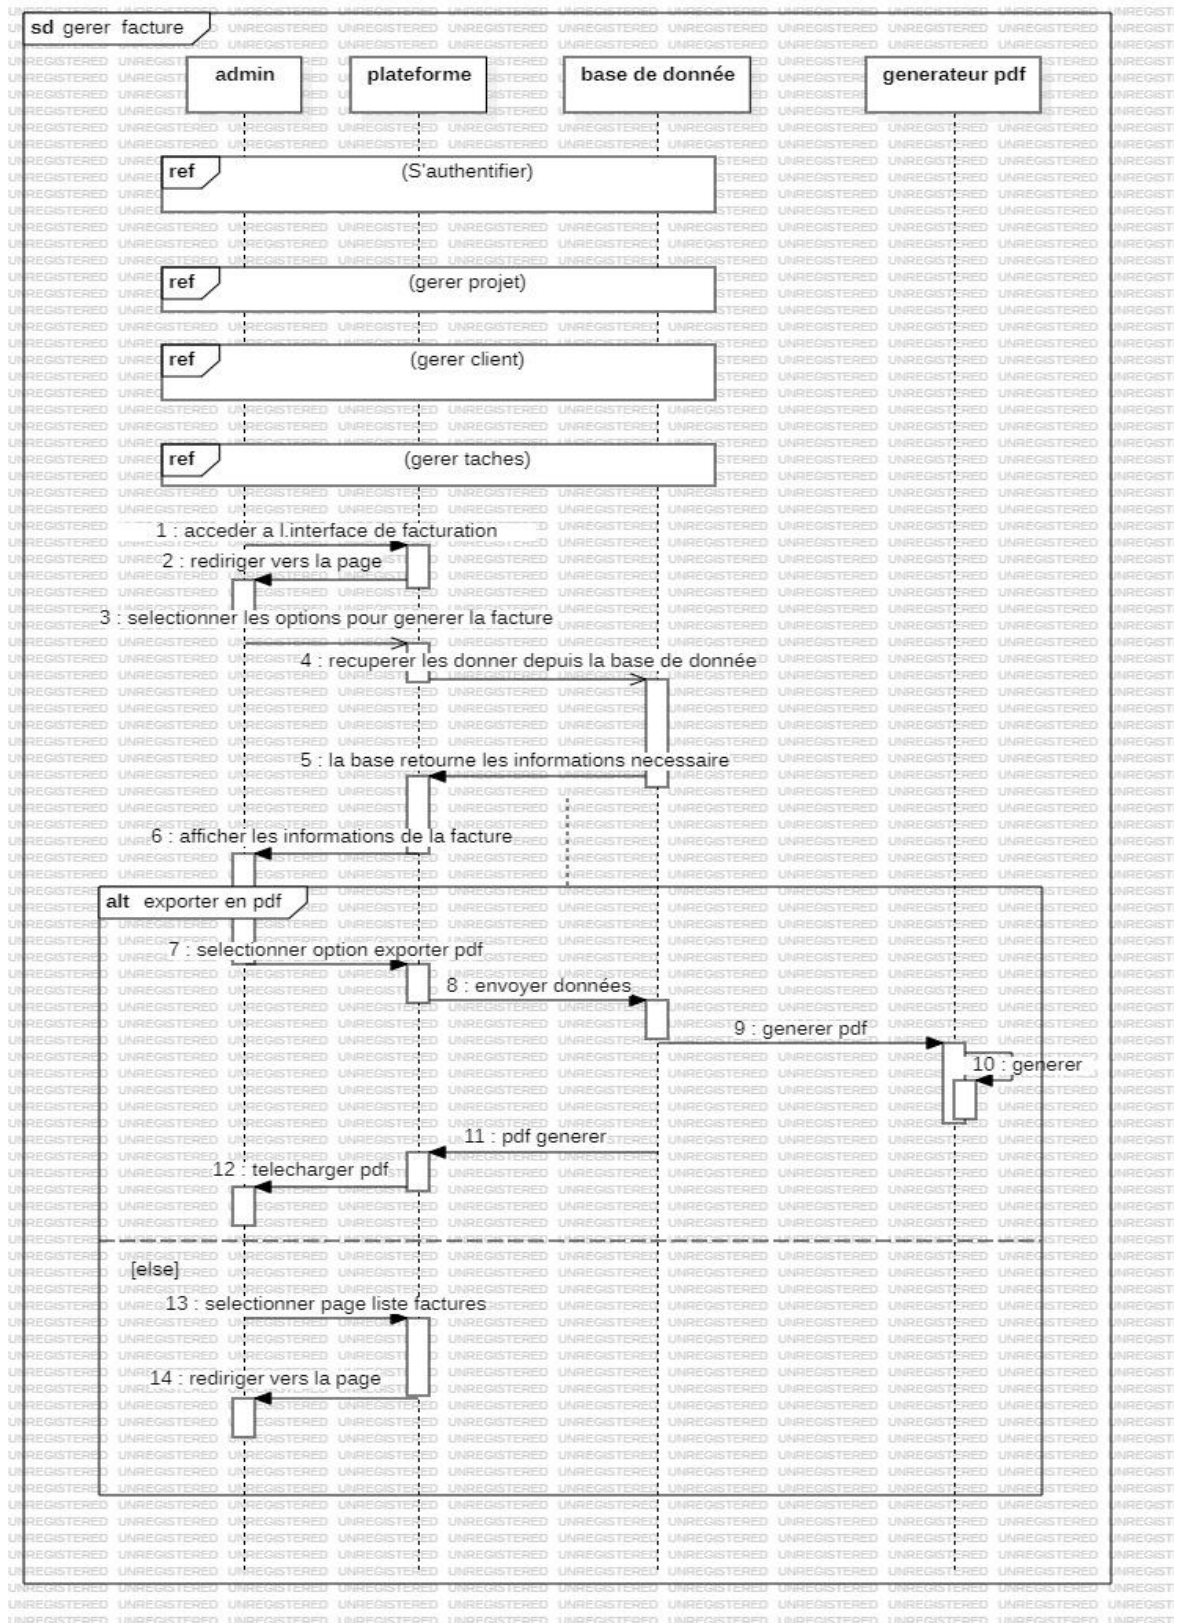 sd gerer facture
admin
plateforme
base de donnée
generateur pdf
ref (S'authentifier)
ref (gerer projet)
ref (gerer client)
ref (gerer taches)
1 : acceder a l.interface de facturation
2 : rediriger vers la page
3 : selectionner les options pour generer la facture
4 : recuperer les donner depuis la base de donnée
5 : la base retourne les informations necessaire
6 : afficher les informations de la facture
alt exporter en pdf
7 : selectionner option exporter pdf
8 : envoyer données
9 : generer pdf
10 : generer
11 : pdf generer
12 : telecharger pdf
[else]
13 : selectionner page liste factures
14 : rediriger vers la page
UNREGISTERED